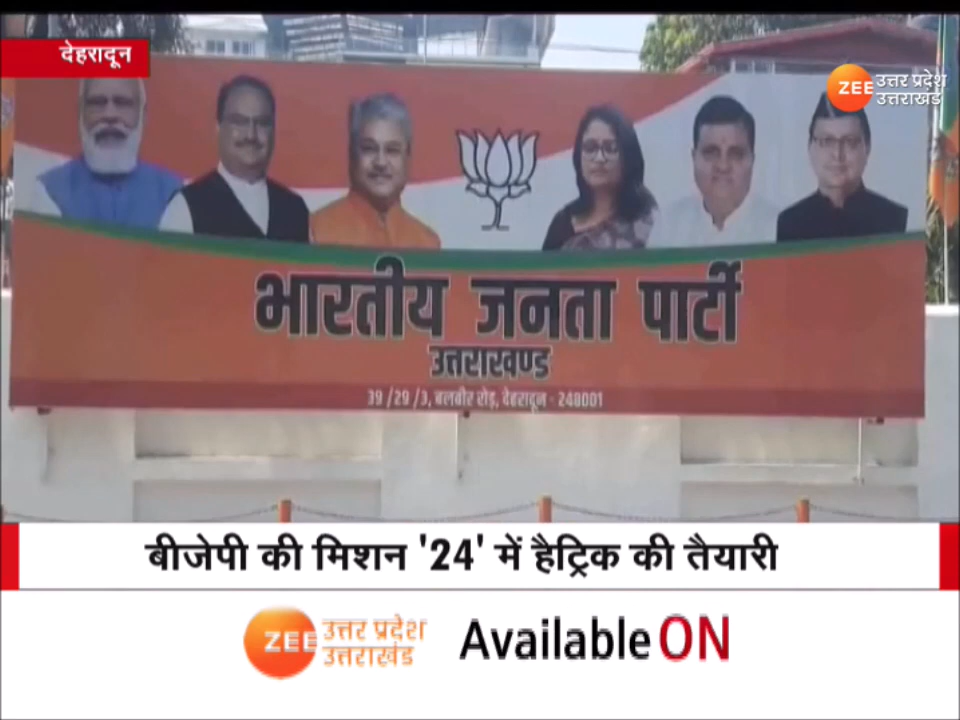 देहरादून
ZEE उत्तर प्रदेश
उत्तराखंड
भारतीय जनता पार्टी
उत्तराखण्ड
39/29/3, बलबीर रोड़, देहरादून - 248001
बीजेपी की मिशन '24' में हैट्रिक की तैयारी
ZEE उत्तर प्रदेश
उत्तराखंड
Available ON